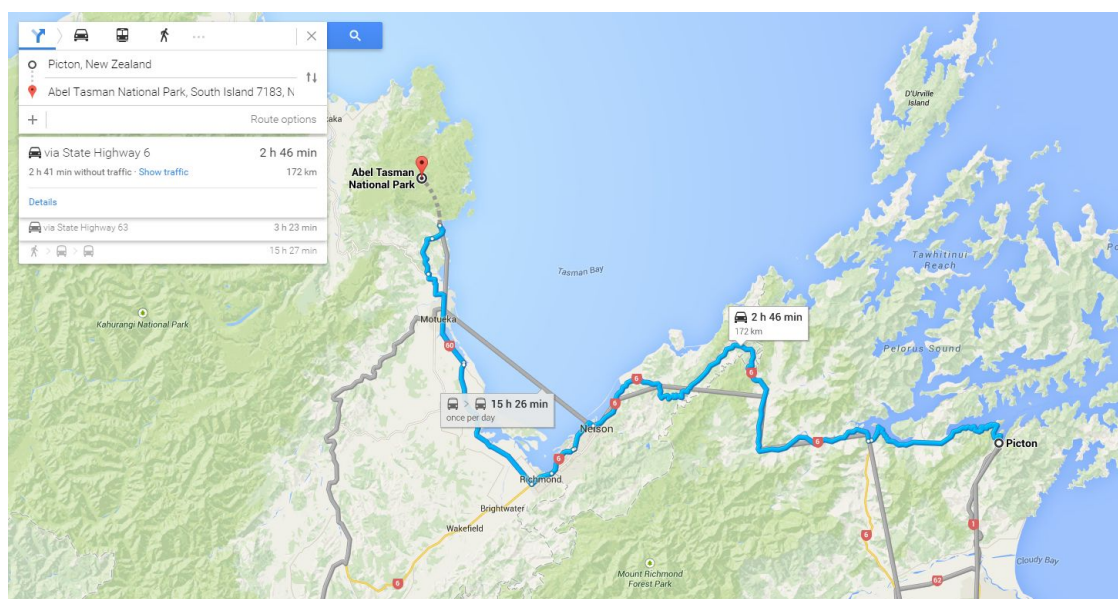 Picton, New Zealand
Abel Tasman National Park, South Island 7183, N
+
Route options
via State Highway 6 2 h 46 min
2 h 41 min without traffic · Show traffic 172 km
Details
via State Highway 63 3 h 23 min
15 h 27 min
aka
Abel Tasman
National Park
D'Urville
Island
Tasman Bay
Tawhitinui
Reach
Kahurangi National Park
Motueka
60
2 h 46 min
172 km
Pelorus Sound
6
6
6
15 h 26 min
once per day
Nelson
6
Picton
6
Richmond
Brightwater
Wakefield
6
1
6
Cloudy Bay
Mount Richmond
Forest Park
62